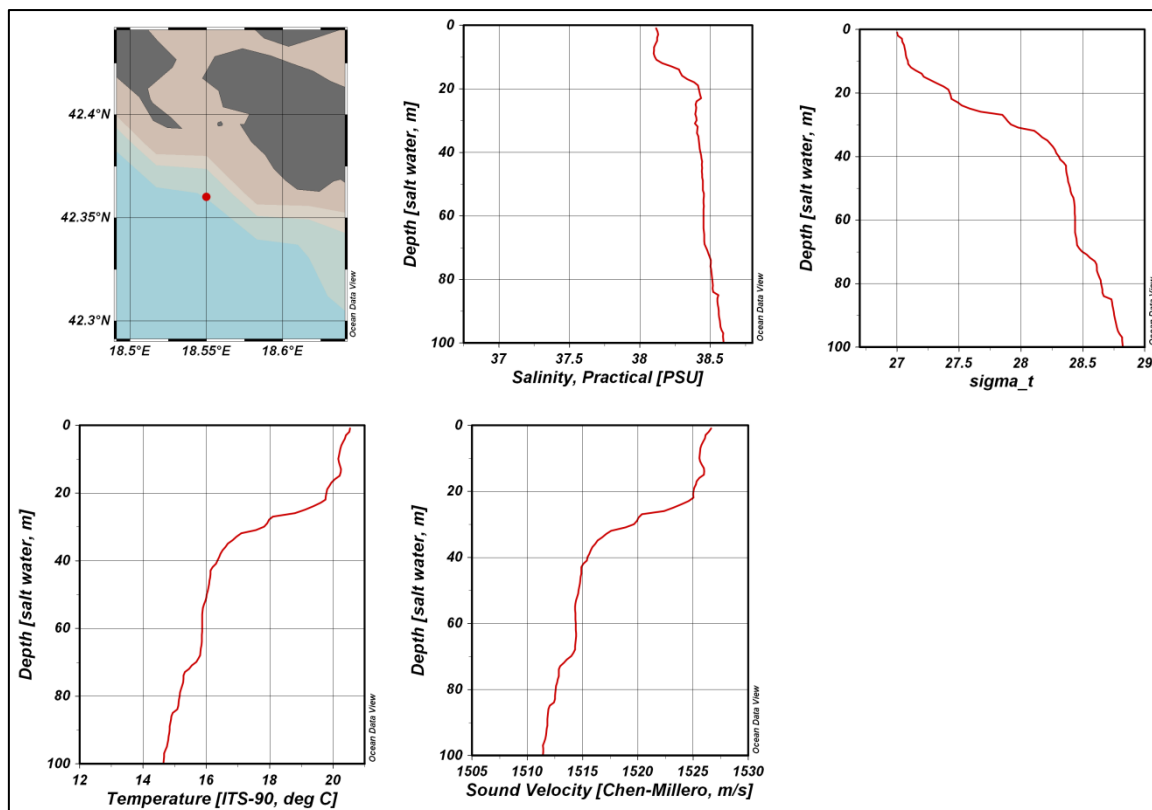 42.4°N
42.35°N
42.3°N
18.5°E 18.55°E 18.6°E
Ocean Data View
Depth [salt water, m]
0
20
40
60
80
100
37 37.5 38 38.5
Salinity, Practical [PSU]
Ocean Data View
Depth [salt water, m]
0
20
40
60
80
100
27 27.5 28 28.5 29
sigma_t
Ocean Data View
Depth [salt water, m]
0
20
40
60
80
100
12 14 16 18 20
Temperature [ITS-90, deg C]
Ocean Data View
Depth [salt water, m]
0
20
40
60
80
100
1505 1510 1515 1520 1525 1530
Sound Velocity [Chen-Millero, m/s]
Ocean Data View